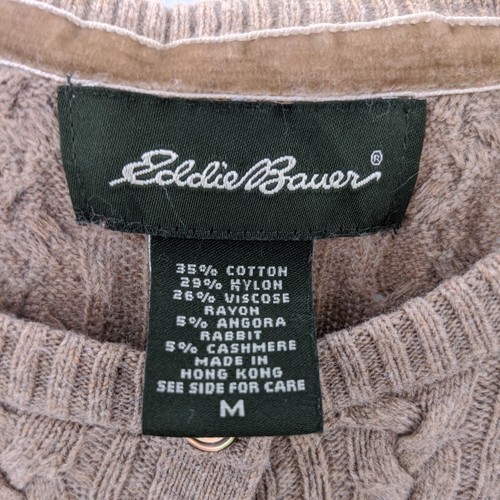 Eddie Bauer®
35% COTTON
29% NYLON
26% VISCOSE
RAYON
5% ANGORA
RABBIT
5% CASHMERE
MADE IN
HONG KONG
SEE SIDE FOR CARE
M